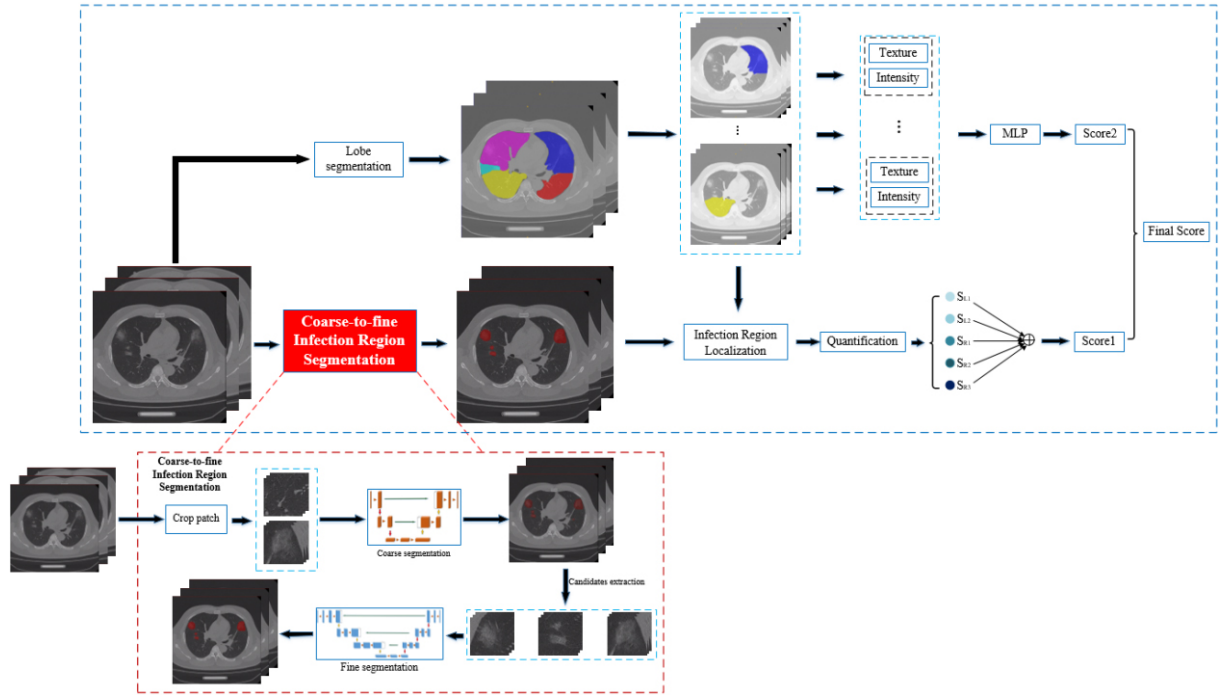 Texture
Intensity
Texture
Intensity
MLP
Score2
Lobe
segmentation
Final Score
Coarse-to-fine
Infection Region
Segmentation
Infection Region
Localization
Quantification
SL1
SL2
SR1
SR2
SR3
Score1
Coarse-to-fine
Infection Region
Segmentation
Crop patch
Coarse segmentation
Candidates extraction
Fine segmentation